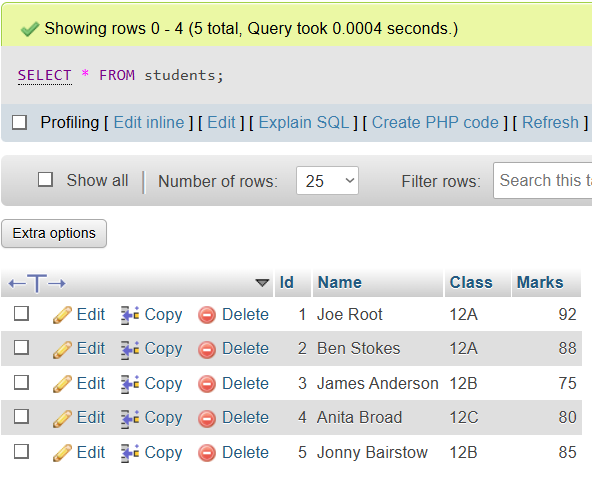 Showing rows 0 - 4 (5 total, Query took 0.0004 seconds.)
SELECT * FROM students;
Profiling [ Edit inline ] [ Edit ] [ Explain SQL ] [ Create PHP code ] [ Refresh ]
Show all Number of rows: 25 Filter rows: Search this ta
Extra options
Id Name Class Marks
Edit Copy Delete 1 Joe Root 12A 92
Edit Copy Delete 2 Ben Stokes 12A 88
Edit Copy Delete 3 James Anderson 12B 75
Edit Copy Delete 4 Anita Broad 12C 80
Edit Copy Delete 5 Jonny Bairstow 12B 85